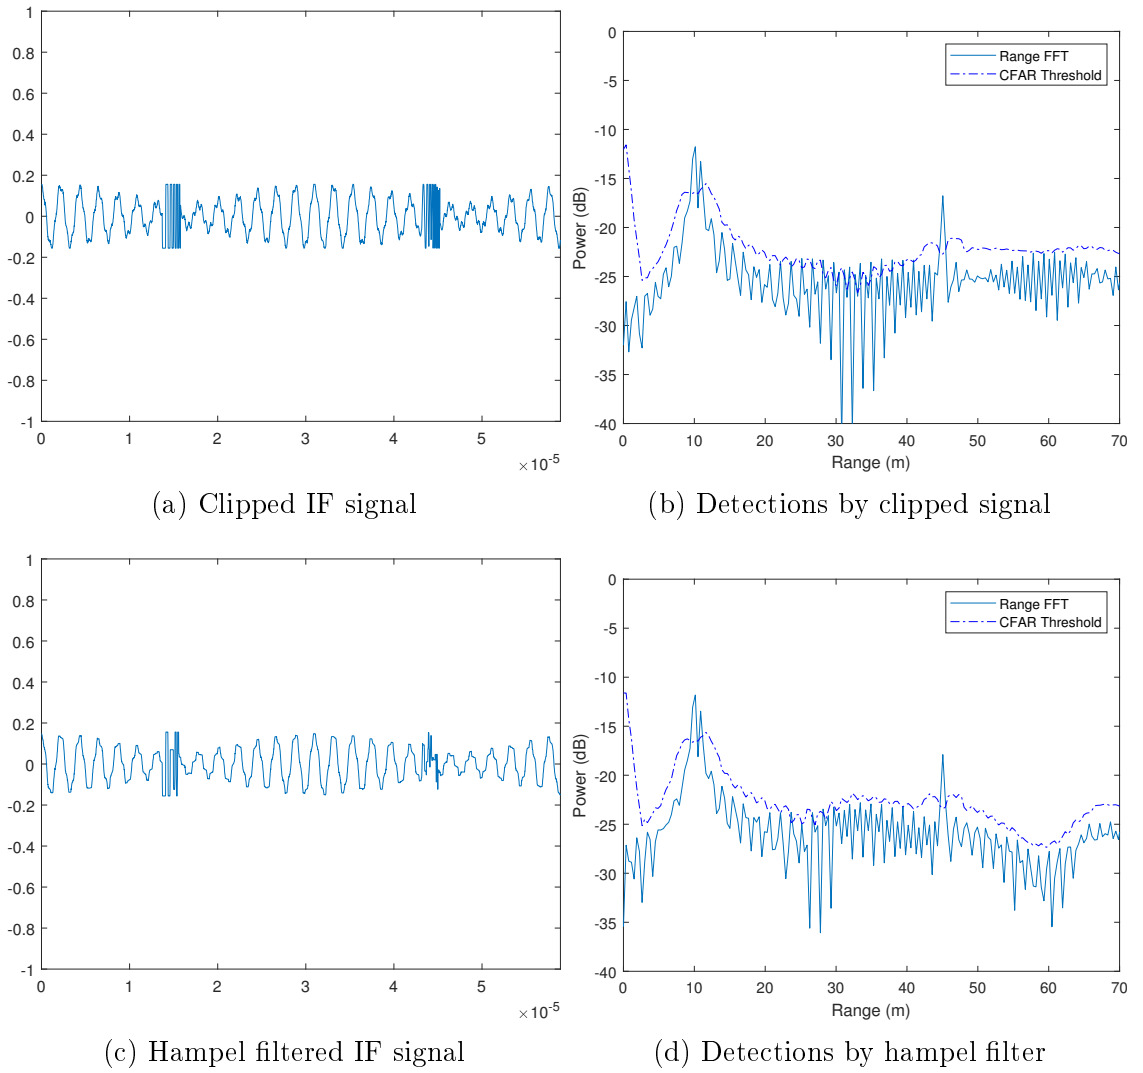 1
0.8
0.6
0.4
0.2
0
-0.2
-0.4
-0.6
-0.8
-1
0 1 2 3 4 5
×10-5
(a) Clipped IF signal
0
-5
-10
-15
-20
-25
-30
-35
-40
Power (dB)
Range FFT
CFAR Threshold
0 10 20 30 40 50 60 70
Range (m)
(b) Detections by clipped signal
1
0.8
0.6
0.4
0.2
0
-0.2
-0.4
-0.6
-0.8
-1
0 1 2 3 4 5
×10-5
(c) Hampel filtered IF signal
0
-5
-10
-15
-20
-25
-30
-35
-40
Power (dB)
Range FFT
CFAR Threshold
0 10 20 30 40 50 60 70
Range (m)
(d) Detections by hampel filter